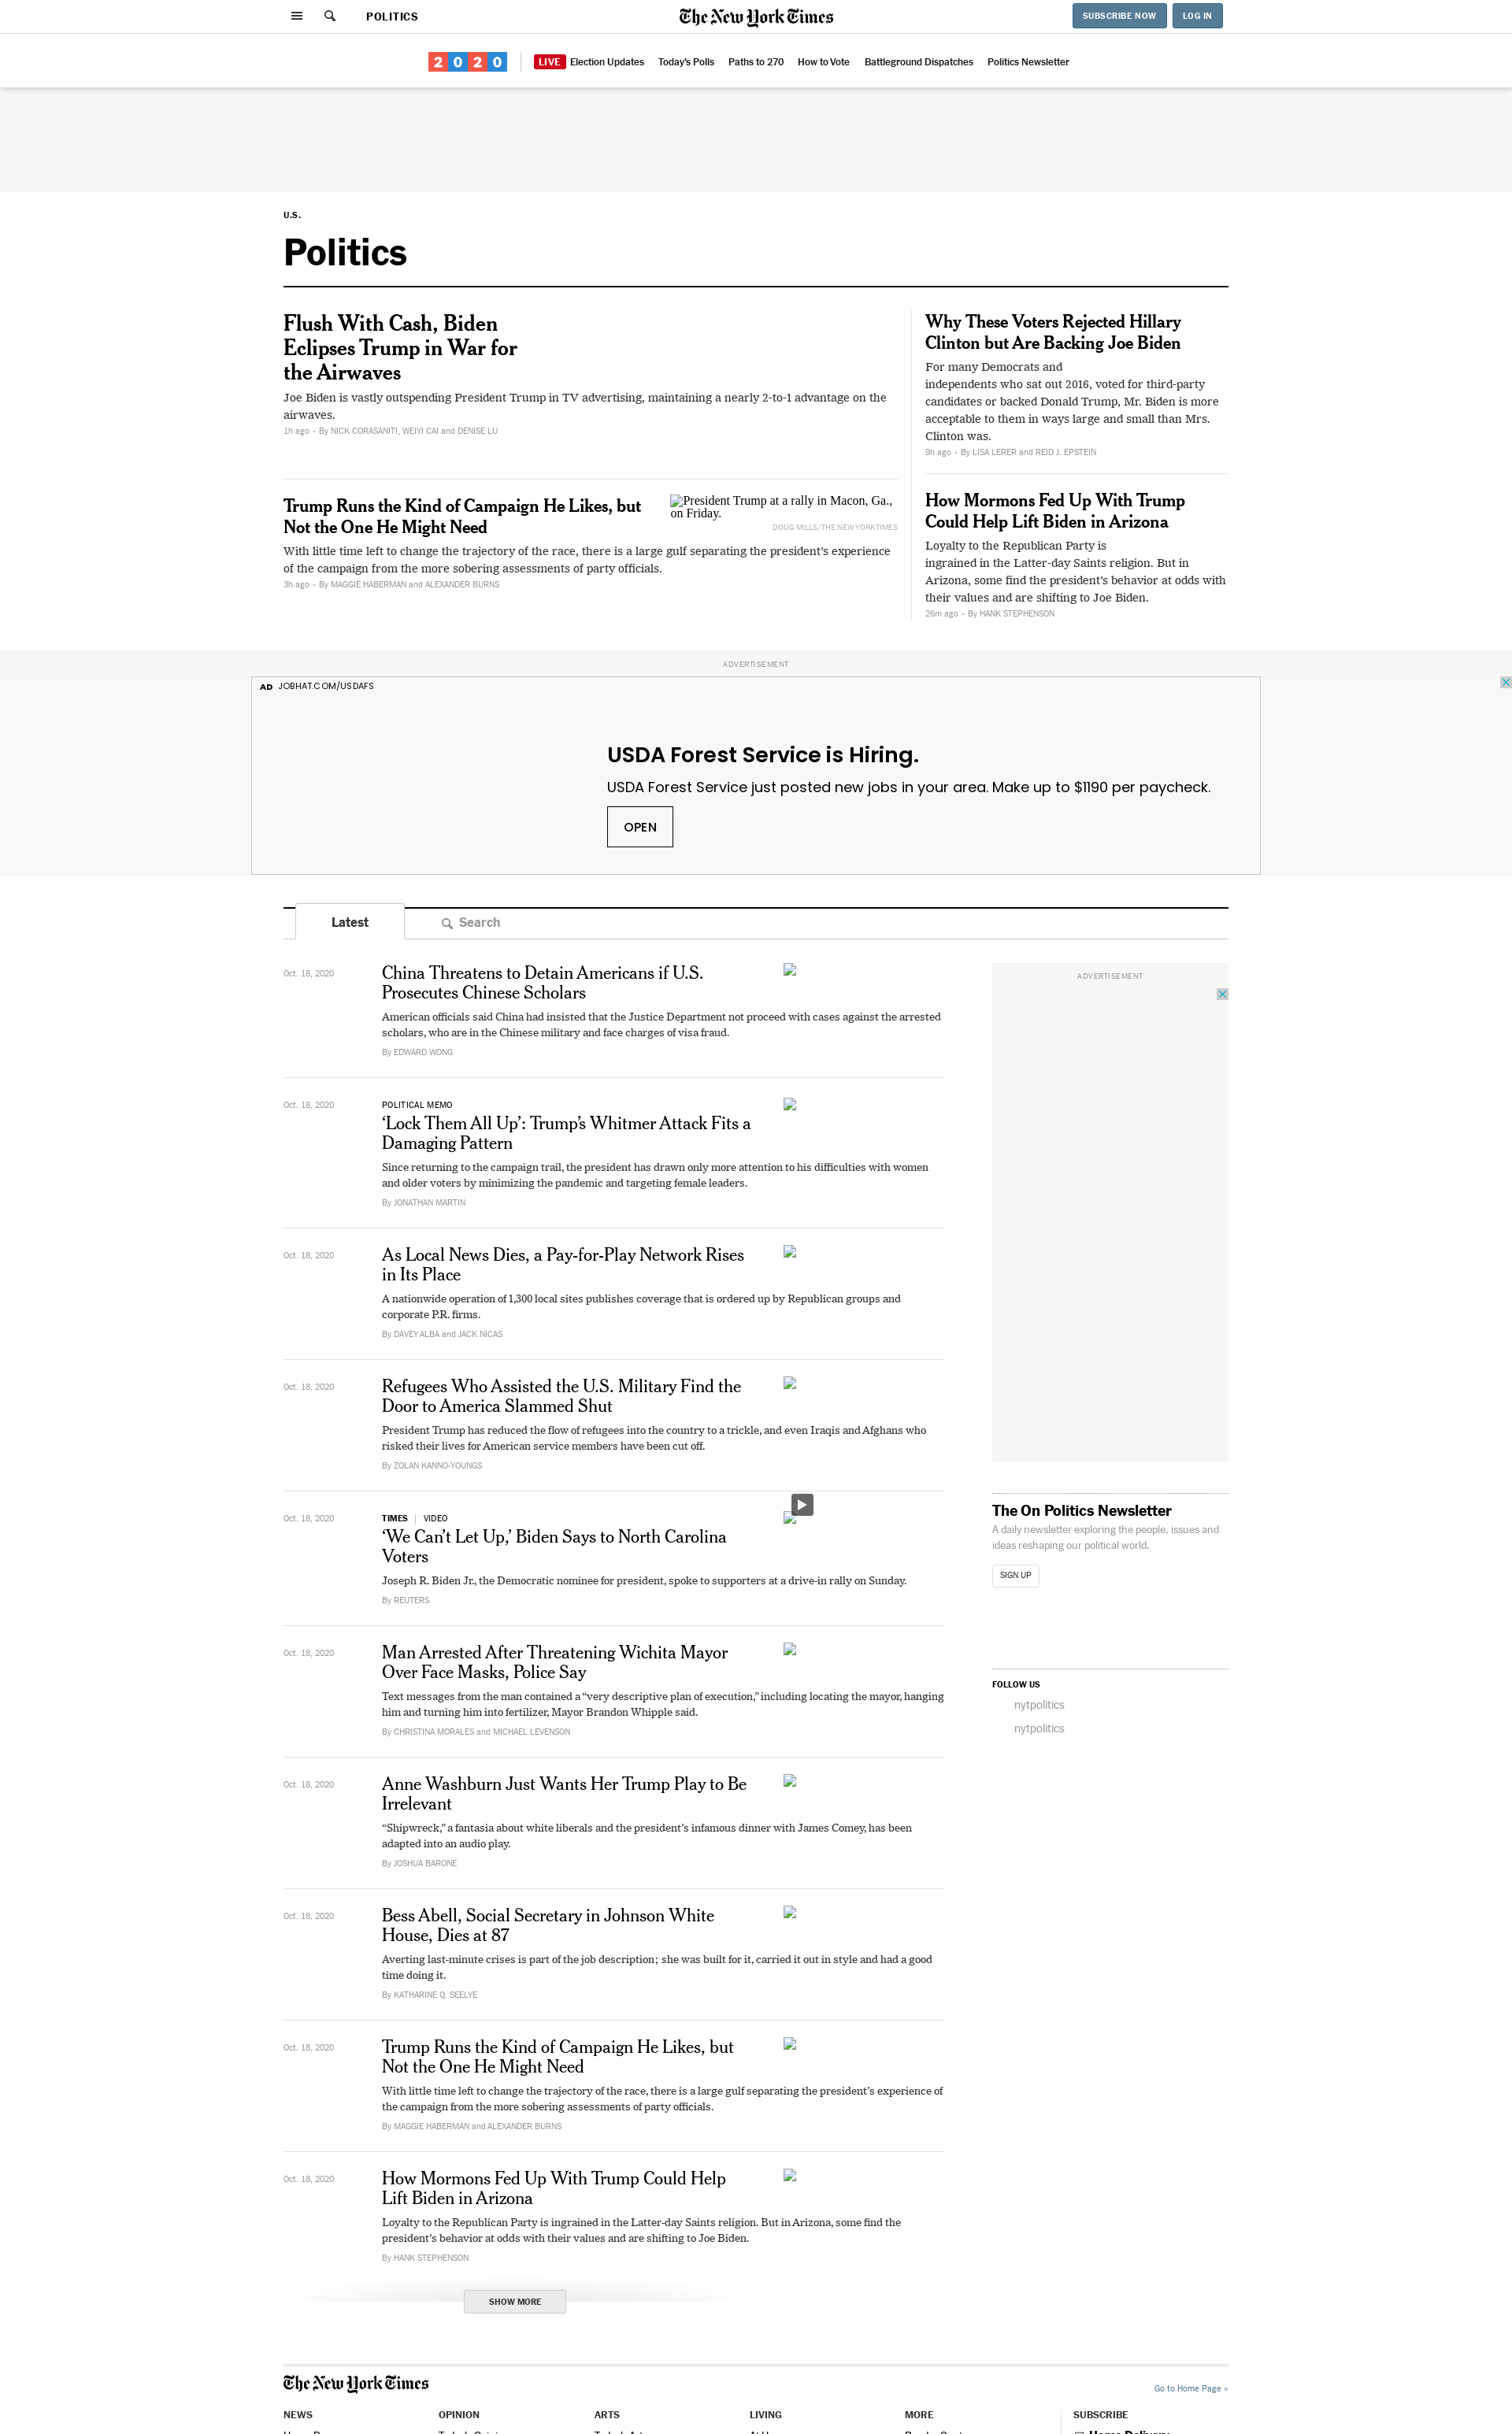 POLITICS
The New York Times
SUBSCRIBE NOW
LOG IN
2020
LIVE Election Updates
Today's Polls
Paths to 270
How to Vote
Battleground Dispatches
Politics Newsletter
U.S.
Politics
Flush With Cash, Biden
Eclipses Trump in War for
the Airwaves
Joe Biden is vastly outspending President Trump in TV advertising, maintaining a nearly 2-to-1 advantage on the
airwaves.
1h ago • By NICK CORASANITI, WEIYI CAI and DENISE LU
Trump Runs the Kind of Campaign He Likes, but
Not the One He Might Need
President Trump at a rally in Macon, Ga.,
on Friday.
DOUG MILLS/THE NEW YORK TIMES
With little time left to change the trajectory of the race, there is a large gulf separating the president’s experience
of the campaign from the more sobering assessments of party officials.
3h ago • By MAGGIE HABERMAN and ALEXANDER BURNS
Why These Voters Rejected Hillary
Clinton but Are Backing Joe Biden
For many Democrats and
independents who sat out 2016, voted for third-party
candidates or backed Donald Trump, Mr. Biden is more
acceptable to them in ways large and small than Mrs.
Clinton was.
9h ago • By LISA LERER and REID J. EPSTEIN
How Mormons Fed Up With Trump
Could Help Lift Biden in Arizona
Loyalty to the Republican Party is
ingrained in the Latter-day Saints religion. But in
Arizona, some find the president’s behavior at odds with
their values and are shifting to Joe Biden.
26m ago • By HANK STEPHENSON
ADVERTISEMENT
AD JOBHAT.COM/USDAFS
USDA Forest Service is Hiring.
USDA Forest Service just posted new jobs in your area. Make up to $1190 per paycheck.
OPEN
Latest
Search
Oct. 18, 2020
China Threatens to Detain Americans if U.S.
Prosecutes Chinese Scholars
American officials said China had insisted that the Justice Department not proceed with cases against the arrested
scholars, who are in the Chinese military and face charges of visa fraud.
By EDWARD WONG
Oct. 18, 2020
POLITICAL MEMO
‘Lock Them All Up’: Trump’s Whitmer Attack Fits a
Damaging Pattern
Since returning to the campaign trail, the president has drawn only more attention to his difficulties with women
and older voters by minimizing the pandemic and targeting female leaders.
By JONATHAN MARTIN
Oct. 18, 2020
As Local News Dies, a Pay-for-Play Network Rises
in Its Place
A nationwide operation of 1,300 local sites publishes coverage that is ordered up by Republican groups and
corporate P.R. firms.
By DAVEY ALBA and JACK NICAS
Oct. 18, 2020
Refugees Who Assisted the U.S. Military Find the
Door to America Slammed Shut
President Trump has reduced the flow of refugees into the country to a trickle, and even Iraqis and Afghans who
risked their lives for American service members have been cut off.
By ZOLAN KANNO-YOUNGS
Oct. 18, 2020
TIMES | VIDEO
‘We Can’t Let Up,’ Biden Says to North Carolina
Voters
Joseph R. Biden Jr., the Democratic nominee for president, spoke to supporters at a drive-in rally on Sunday.
By REUTERS
Oct. 18, 2020
Man Arrested After Threatening Wichita Mayor
Over Face Masks, Police Say
Text messages from the man contained a “very descriptive plan of execution,” including locating the mayor, hanging
him and turning him into fertilizer, Mayor Brandon Whipple said.
By CHRISTINA MORALES and MICHAEL LEVENSON
Oct. 18, 2020
Anne Washburn Just Wants Her Trump Play to Be
Irrelevant
“Shipwreck,” a fantasia about white liberals and the president’s infamous dinner with James Comey, has been
adapted into an audio play.
By JOSHUA BARONE
Oct. 18, 2020
Bess Abell, Social Secretary in Johnson White
House, Dies at 87
Averting last-minute crises is part of the job description; she was built for it, carried it out in style and had a good
time doing it.
By KATHARINE Q. SEELYE
Oct. 18, 2020
Trump Runs the Kind of Campaign He Likes, but
Not the One He Might Need
With little time left to change the trajectory of the race, there is a large gulf separating the president’s experience of
the campaign from the more sobering assessments of party officials.
By MAGGIE HABERMAN and ALEXANDER BURNS
Oct. 18, 2020
How Mormons Fed Up With Trump Could Help
Lift Biden in Arizona
Loyalty to the Republican Party is ingrained in the Latter-day Saints religion. But in Arizona, some find the
president’s behavior at odds with their values and are shifting to Joe Biden.
By HANK STEPHENSON
SHOW MORE
ADVERTISEMENT
The On Politics Newsletter
A daily newsletter exploring the people, issues and
ideas reshaping our political world.
SIGN UP
FOLLOW US
nytpolitics
nytpolitics
The New York Times
Go to Home Page »
NEWS
OPINION
ARTS
LIVING
MORE
SUBSCRIBE